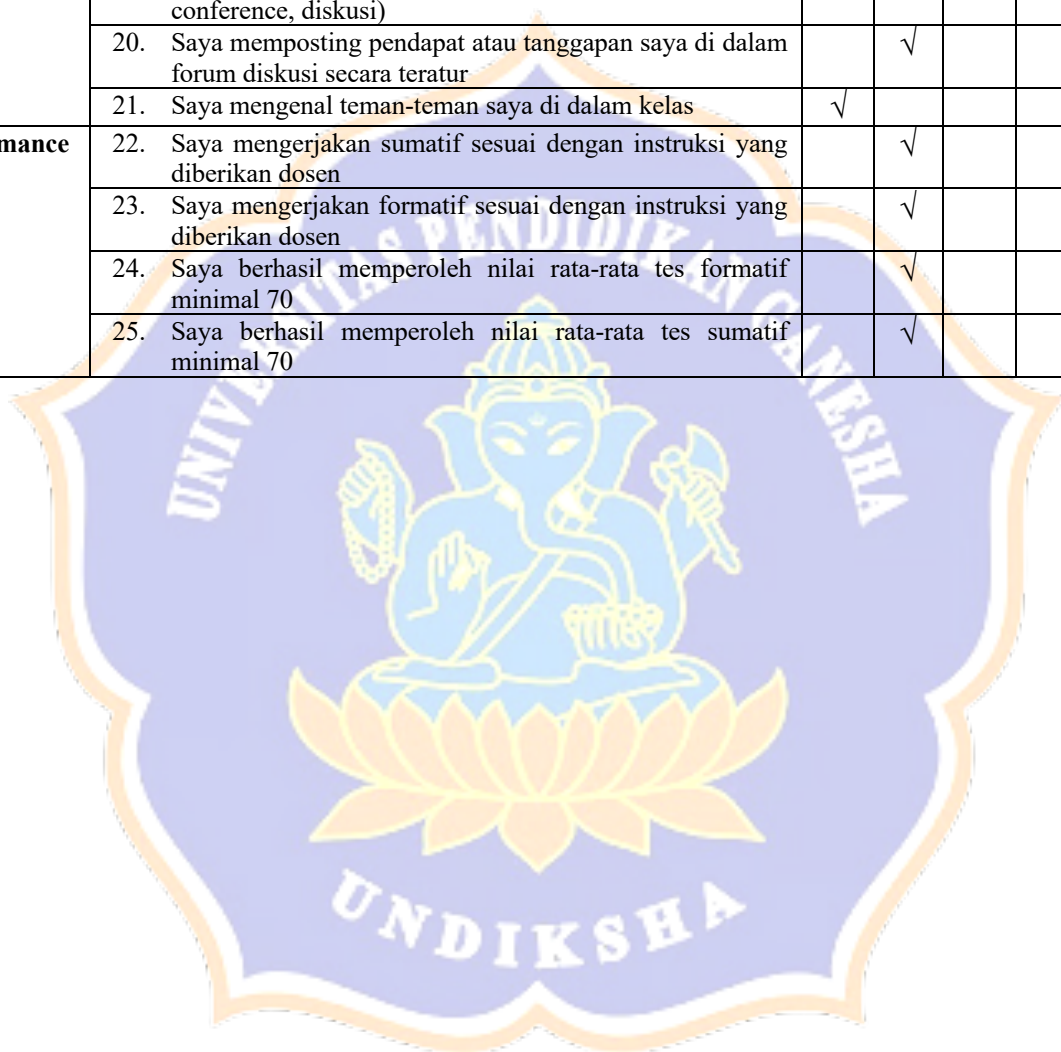 conference, diskusi)
20. Saya memposting pendapat atau tanggapan saya di dalam √
forum diskusi secara teratur
21. Saya mengenal teman-teman saya di dalam kelas √
mance 22. Saya mengerjakan sumatif sesuai dengan instruksi yang √
diberikan dosen
23. Saya mengerjakan formatif sesuai dengan instruksi yang √
diberikan dosen
24. Saya berhasil memperoleh nilai rata-rata tes formatif √
minimal 70
25. Saya berhasil memperoleh nilai rata-rata tes sumatif √
minimal 70
UNIVERSITAS PENDIDIKAN GANESHA
UNDIKSHA